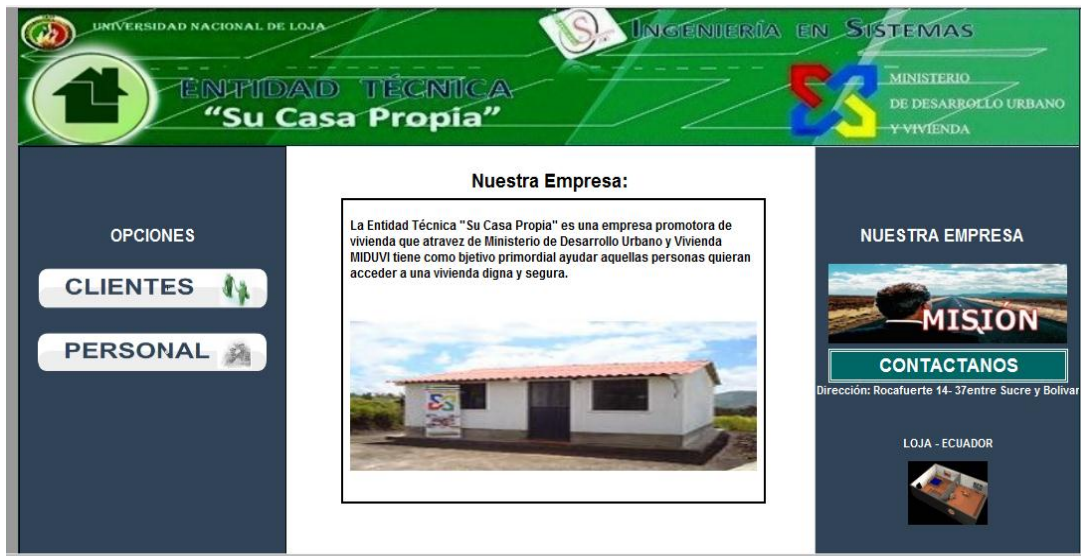 UNIVERSIDAD NACIONAL DE LOJA
INGENIERÍA EN SISTEMAS
ENTIDAD TÉCNICA
"Su Casa Propia"
MINISTERIO
DE DESARROLLO URBANO
Y VIVIENDA
OPCIONES
CLIENTES
PERSONAL
Nuestra Empresa:
La Entidad Técnica "Su Casa Propia" es una empresa promotora de
vivienda que atravez de Ministerio de Desarrollo Urbano y Vivienda
MIDUVI tiene como bjetivo primordial ayudar aquellas personas quieran
acceder a una vivienda digna y segura.
NUESTRA EMPRESA
MISIÓN
CONTACTANOS
Dirección: Rocafuerte 14- 37entre Sucre y Bolivar
LOJA - ECUADOR